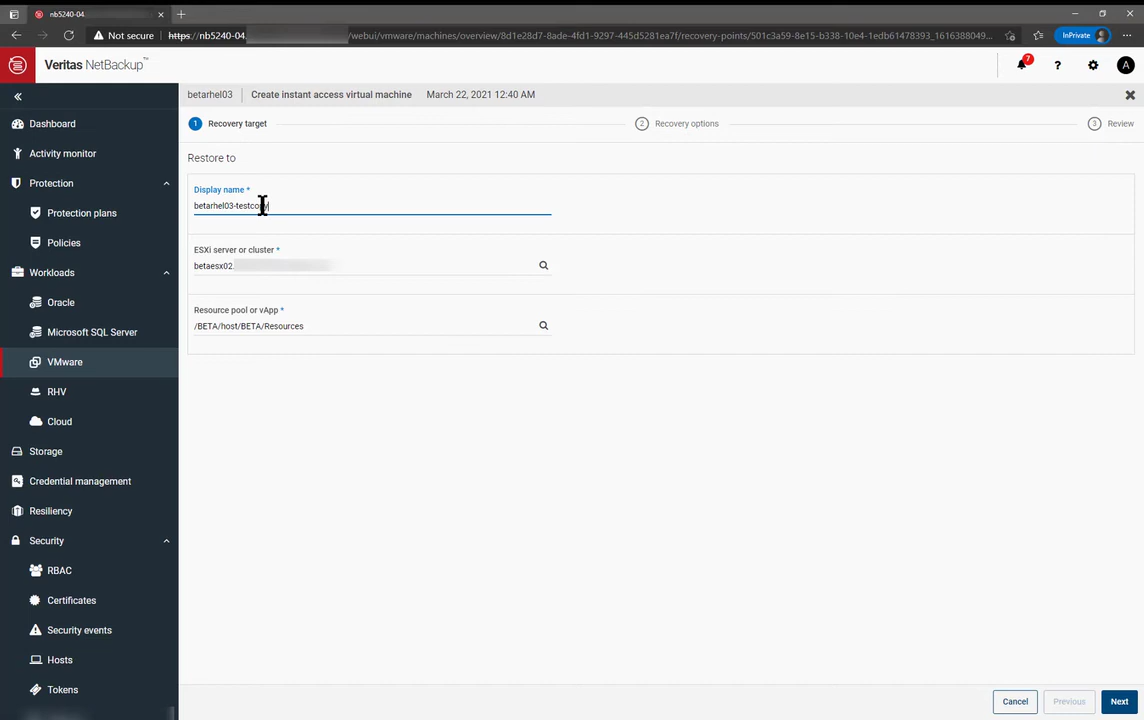 nb5240-04.
Not secure https://nb5240-04. /webui/vmware/machines/overview/8d1e28d7-8ade-4fd1-9297-445d5281ea7f/recovery-points/501c3a59-8e15-b338-10e4-1edb61478393_1616388049... InPrivate
Veritas NetBackup™ 7 ? A
betarhel03 Create instant access virtual machine March 22, 2021 12:40 AM
1 Recovery target 2 Recovery options 3 Review
Dashboard
Activity monitor
Protection
Protection plans
Policies
Workloads
Oracle
Microsoft SQL Server
VMware
RHV
Cloud
Storage
Credential management
Resiliency
Security
RBAC
Certificates
Security events
Hosts
Tokens
Restore to
Display name *
betarhel03-testcopy
ESXi server or cluster *
betaesx02.
Resource pool or vApp *
/BETA/host/BETA/Resources
Cancel Previous Next